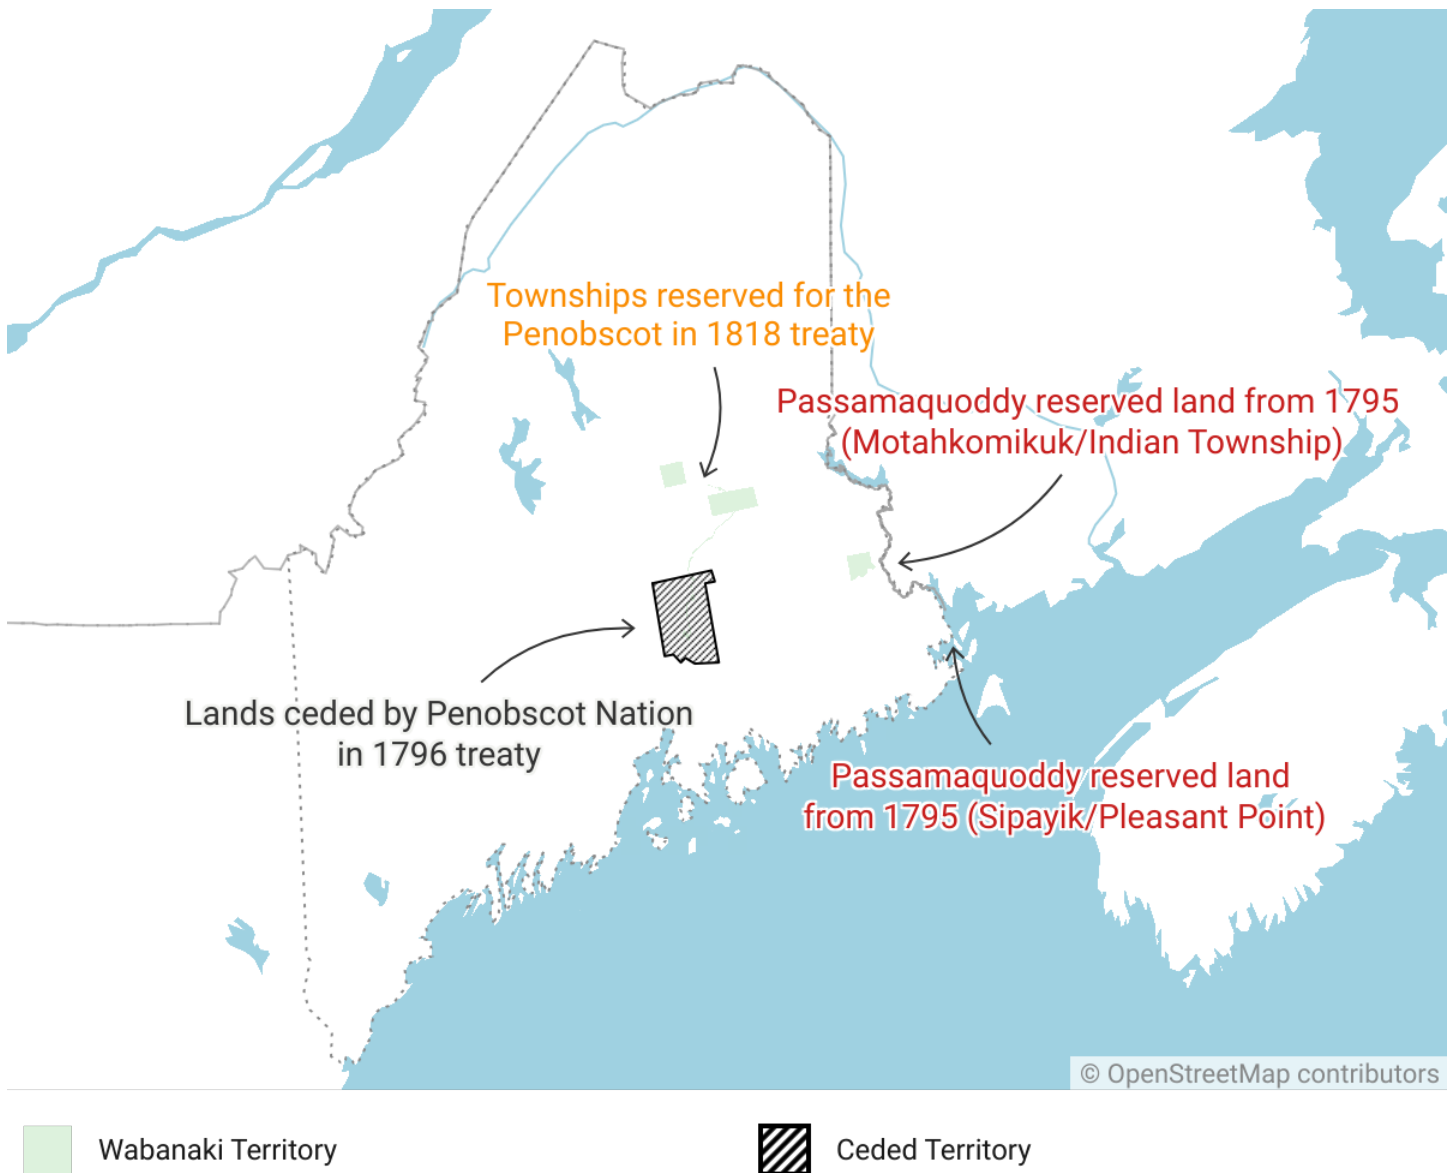 Townships reserved for the
Penobscot in 1818 treaty
Passamaquoddy reserved land from 1795
(Motahkomikuk/Indian Township)
Lands ceded by Penobscot Nation
in 1796 treaty
Passamaquoddy reserved land
from 1795 (Sipayik/Pleasant Point)
© OpenStreetMap contributors
Wabanaki Territory
Ceded Territory